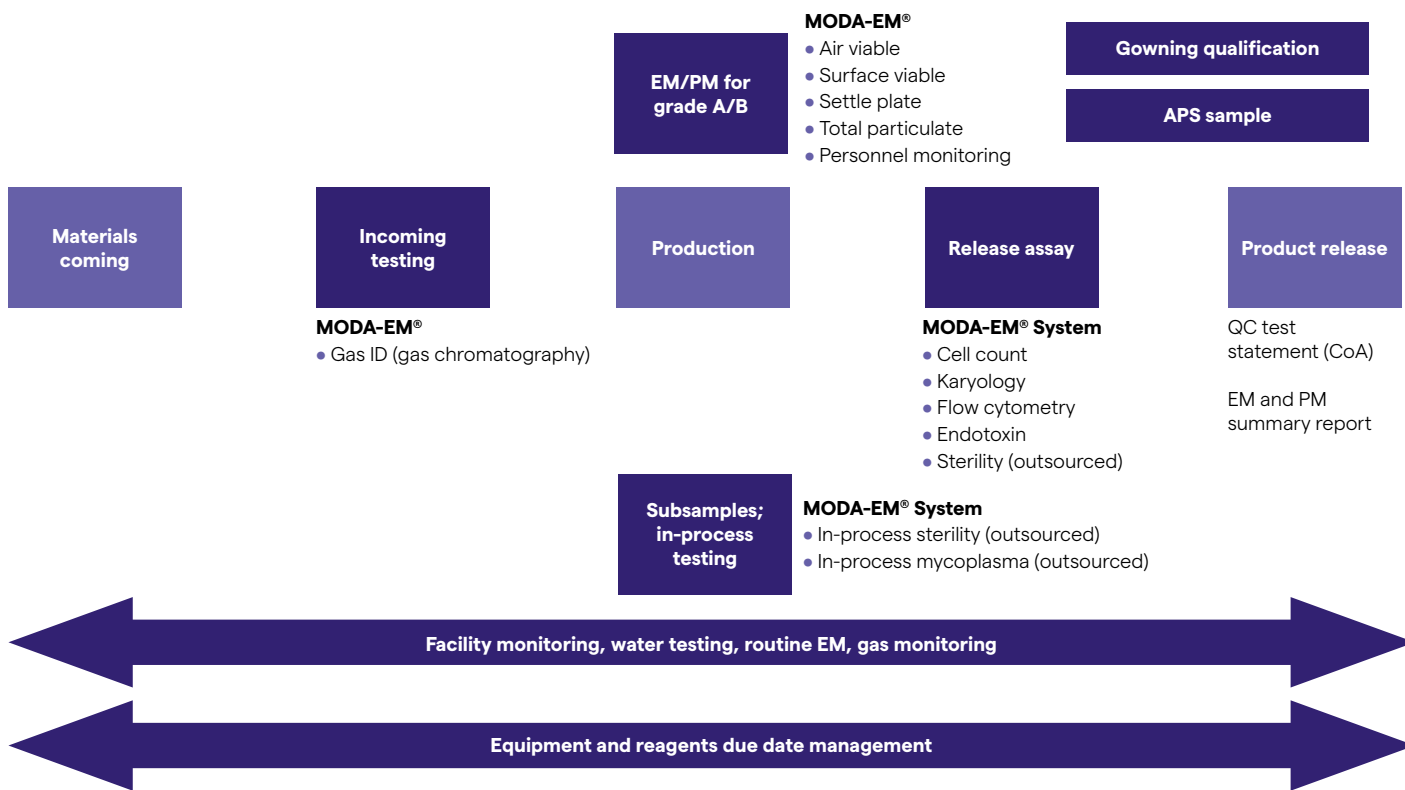 MODA-EM®
• Air viable
• Surface viable
• Settle plate
• Total particulate
• Personnel monitoring
EM/PM for
grade A/B
Gowning qualification
APS sample
Materials
coming
Incoming
testing
Production
Release assay
Product release
MODA-EM®
• Gas ID (gas chromatography)
MODA-EM® System
• Cell count
• Karyology
• Flow cytometry
• Endotoxin
• Sterility (outsourced)
QC test
statement (CoA)
EM and PM
summary report
Subsamples;
in-process
testing
MODA-EM® System
• In-process sterility (outsourced)
• In-process mycoplasma (outsourced)
Facility monitoring, water testing, routine EM, gas monitoring
Equipment and reagents due date management